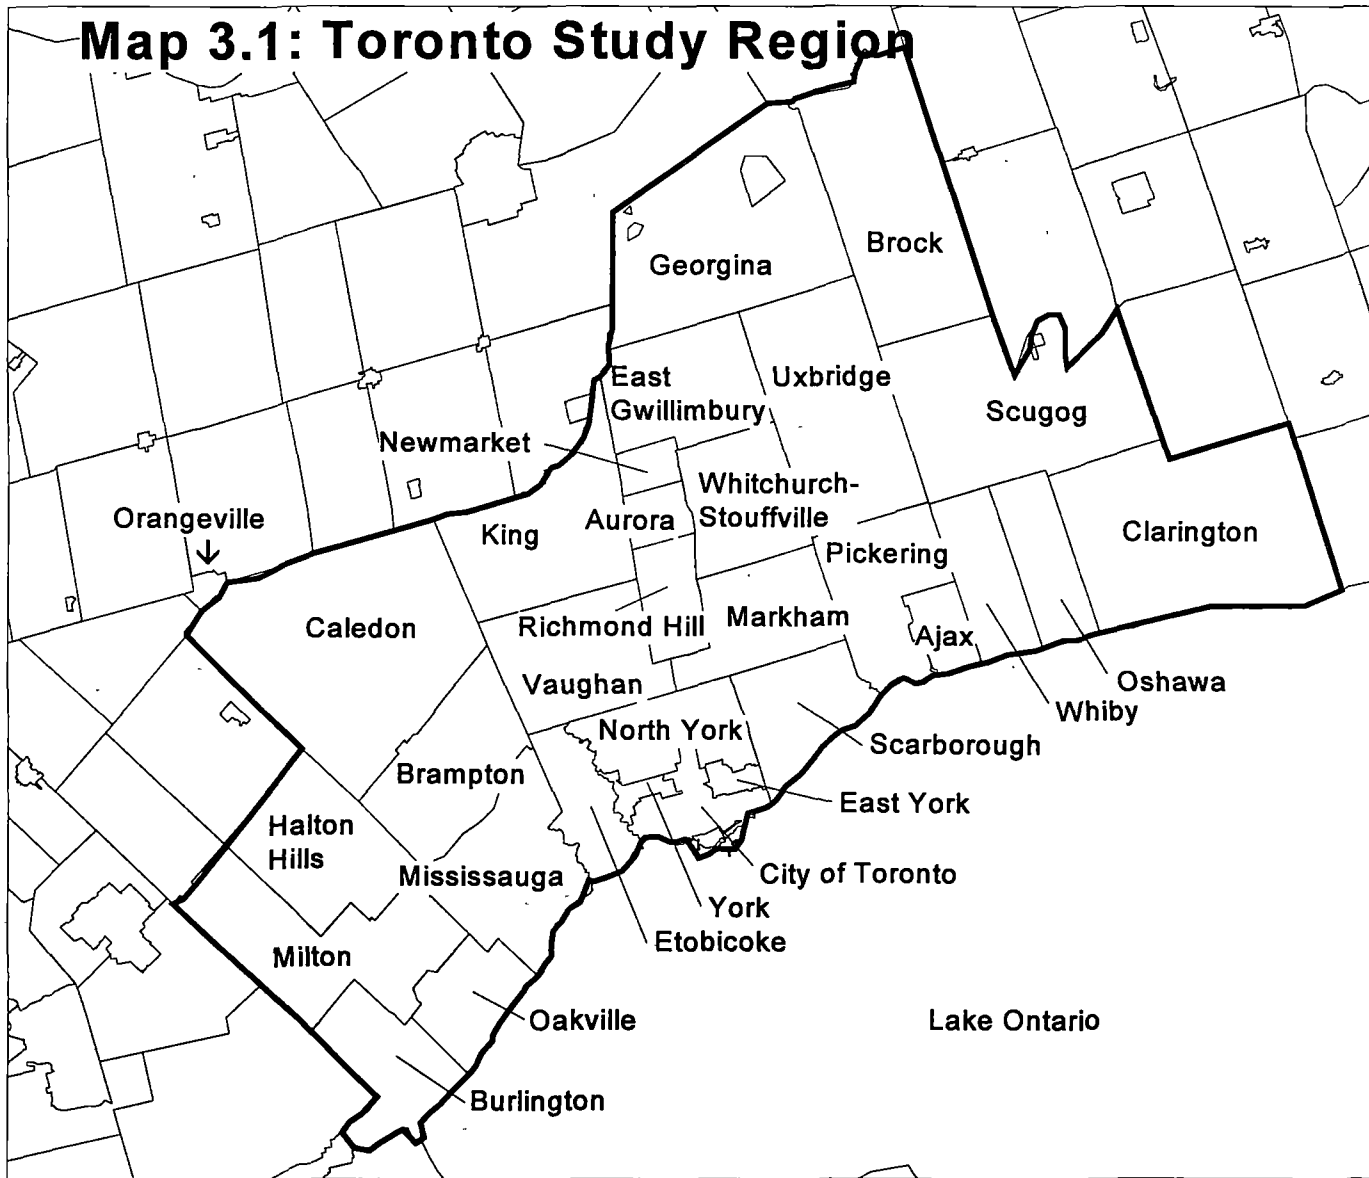 Map 3.1: Toronto Study Region
Brock
Georgina
East
Gwillimbury
Uxbridge
Scugog
Newmarket
Whitchurch-
Stouffville
Orangeville
King
Aurora
Clarington
Pickering
Caledon
Richmond Hill
Markham
Ajax
Vaughan
Oshawa
Whiby
North York
Scarborough
Brampton
East York
Halton
Hills
Mississauga
City of Toronto
York
Etobicoke
Milton
Oakville
Lake Ontario
Burlington